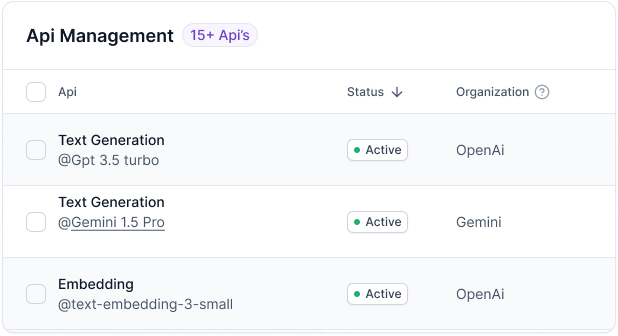 Api Management 15+ Api's
Api Status Organization
Text Generation
@Gpt 3.5 turbo
Active
OpenAi
Text Generation
@Gemini 1.5 Pro
Active
Gemini
Embedding
@text-embedding-3-small
Active
OpenAi